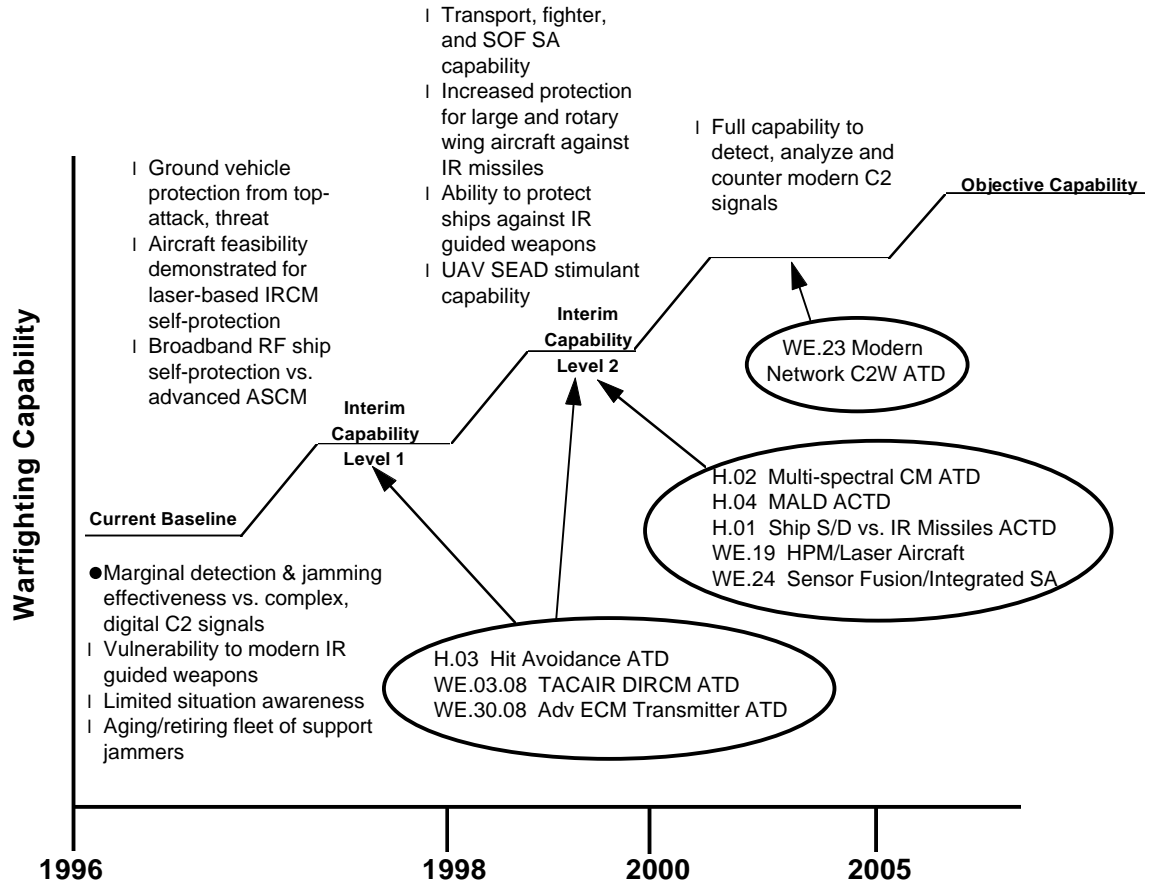 l Transport, fighter,
and SOF SA
capability
l Increased protection
for large and rotary
wing aircraft against
IR missiles
l Ability to protect
ships against IR
guided weapons
l UAV SEAD stimulant
capability
l Ground vehicle
protection from top-
attack, threat
l Aircraft feasibility
demonstrated for
laser-based IRCM
self-protection
l Broadband RF ship
self-protection vs.
advanced ASCM
l Full capability to
detect, analyze and
counter modern C2
signals
Objective Capability
Interim
Capability
Level 2
Interim
Capability
Level 1
Current Baseline
Warfighting Capability
WE.23 Modern
Network C2W ATD
H.02 Multi-spectral CM ATD
H.04 MALD ACTD
H.01 Ship S/D vs. IR Missiles ACTD
WE.19 HPM/Laser Aircraft
WE.24 Sensor Fusion/Integrated SA
●Marginal detection & jamming
effectiveness vs. complex,
digital C2 signals
l Vulnerability to modern IR
guided weapons
l Limited situation awareness
l Aging/retiring fleet of support
jammers
H.03 Hit Avoidance ATD
WE.03.08 TACAIR DIRCM ATD
WE.30.08 Adv ECM Transmitter ATD
1996
1998
2000
2005